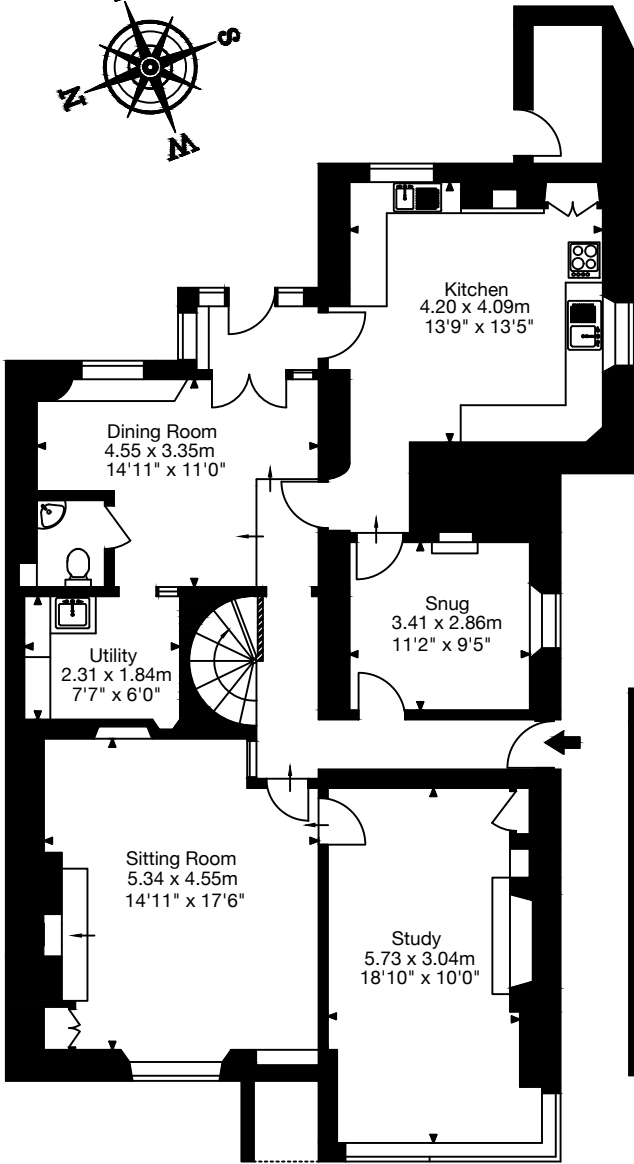 S
N
W
Kitchen
4.20 x 4.09m
13'9" x 13'5"
Dining Room
4.55 x 3.35m
14'11" x 11'0"
Snug
3.41 x 2.86m
11'2" x 9'5"
Utility
2.31 x 1.84m
7'7" x 6'0"
Sitting Room
5.34 x 4.55m
14'11" x 17'6"
Study
5.73 x 3.04m
18'10" x 10'0"